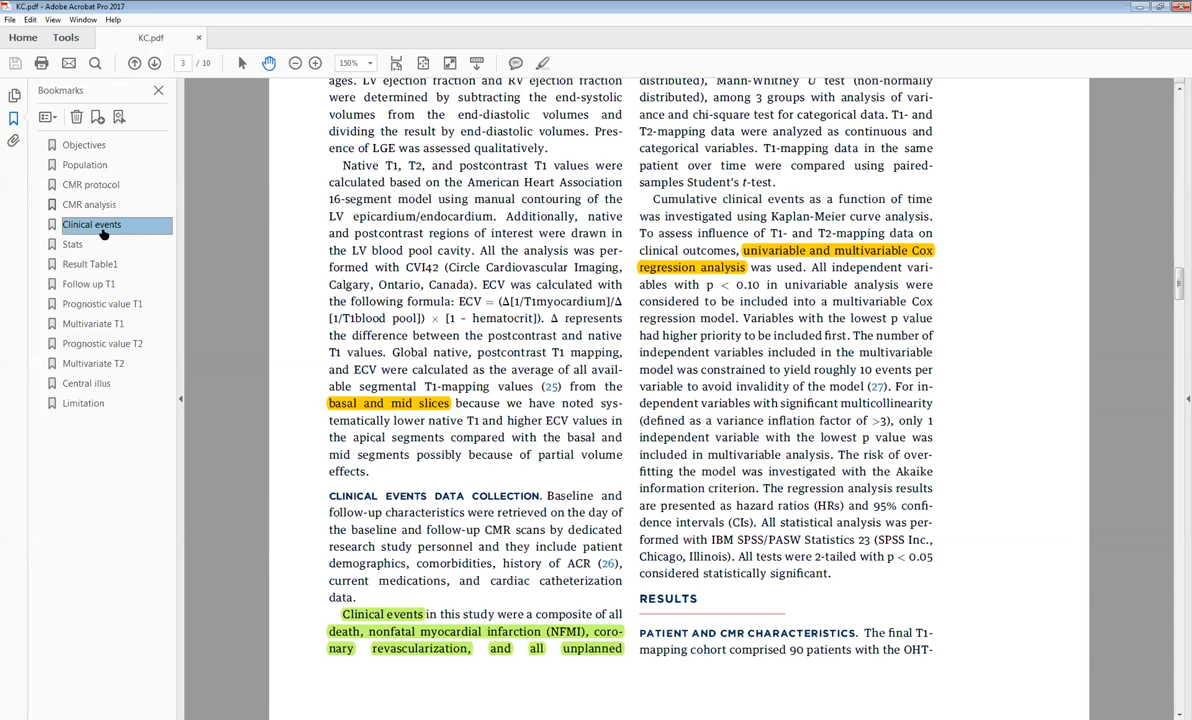 KC.pdf - Adobe Acrobat Pro 2017
File Edit View Window Help
Home Tools KC.pdf ×
3 / 10 150%
Bookmarks
Objectives
Population
CMR protocol
CMR analysis
Clinical events
Stats
Result Table1
Follow up T1
Prognostic value T1
Multivariate T1
Prognostic value T2
Multivariate T2
Central illus
Limitation
ages. LV ejection fraction and RV ejection fraction
were determined by subtracting the end-systolic
volumes from the end-diastolic volumes and
dividing the result by end-diastolic volumes. Pres-
ence of LGE was assessed qualitatively.
Native T1, T2, and postcontrast T1 values were
calculated based on the American Heart Association
16-segment model using manual contouring of the
LV epicardium/endocardium. Additionally, native
and postcontrast regions of interest were drawn in
the LV blood pool cavity. All the analysis was per-
formed with CVI42 (Circle Cardiovascular Imaging,
Calgary, Ontario, Canada). ECV was calculated with
the following formula: ECV = (Δ[1/T1myocardium]/Δ
[1/T1blood pool]) × [1 - hematocrit]). Δ represents
the difference between the postcontrast and native
T1 values. Global native, postcontrast T1 mapping,
and ECV were calculated as the average of all avail-
able segmental T1-mapping values (25) from the
basal and mid slices because we have noted sys-
tematically lower native T1 and higher ECV values in
the apical segments compared with the basal and
mid segments possibly because of partial volume
effects.
CLINICAL EVENTS DATA COLLECTION. Baseline and
follow-up characteristics were retrieved on the day of
the baseline and follow-up CMR scans by dedicated
research study personnel and they include patient
demographics, comorbidities, history of ACR (26),
current medications, and cardiac catheterization
data.
Clinical events in this study were a composite of all
death, nonfatal myocardial infarction (NFMI), coro-
nary revascularization, and all unplanned
distributed), Mann-Whitney U test (non-normally
distributed), among 3 groups with analysis of vari-
ance and chi-square test for categorical data. T1- and
T2-mapping data were analyzed as continuous and
categorical variables. T1-mapping data in the same
patient over time were compared using paired-
samples Student's t-test.
Cumulative clinical events as a function of time
was investigated using Kaplan-Meier curve analysis.
To assess influence of T1- and T2-mapping data on
clinical outcomes, univariable and multivariable Cox
regression analysis was used. All independent vari-
ables with p < 0.10 in univariable analysis were
considered to be included into a multivariable Cox
regression model. Variables with the lowest p value
had higher priority to be included first. The number of
independent variables included in the multivariable
model was constrained to yield roughly 10 events per
variable to avoid invalidity of the model (27). For in-
dependent variables with significant multicollinearity
(defined as a variance inflation factor of >3), only 1
independent variable with the lowest p value was
included in multivariable analysis. The risk of over-
fitting the model was investigated with the Akaike
information criterion. The regression analysis results
are presented as hazard ratios (HRs) and 95% confi-
dence intervals (CIs). All statistical analysis was per-
formed with IBM SPSS/PASW Statistics 23 (SPSS Inc.,
Chicago, Illinois). All tests were 2-tailed with p < 0.05
considered statistically significant.
RESULTS
PATIENT AND CMR CHARACTERISTICS. The final T1-
mapping cohort comprised 90 patients with the OHT-